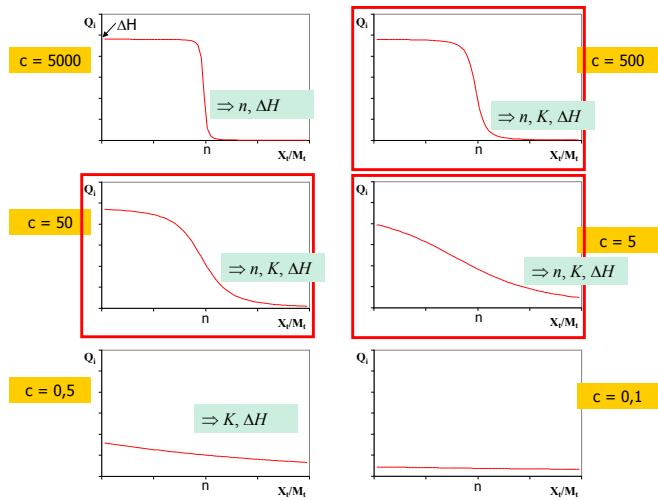 Qᵢ
ΔH
c = 5000
⇒ n, ΔH
n
Xₜ/Mₜ
Qᵢ
c = 500
⇒ n, K, ΔH
n
Xₜ/Mₜ
Qᵢ
c = 50
⇒ n, K, ΔH
n
Xₜ/Mₜ
Qᵢ
c = 5
⇒ n, K, ΔH
n
Xₜ/Mₜ
Qᵢ
c = 0,5
⇒ K, ΔH
n
Xₜ/Mₜ
Qᵢ
c = 0,1
n
Xₜ/Mₜ